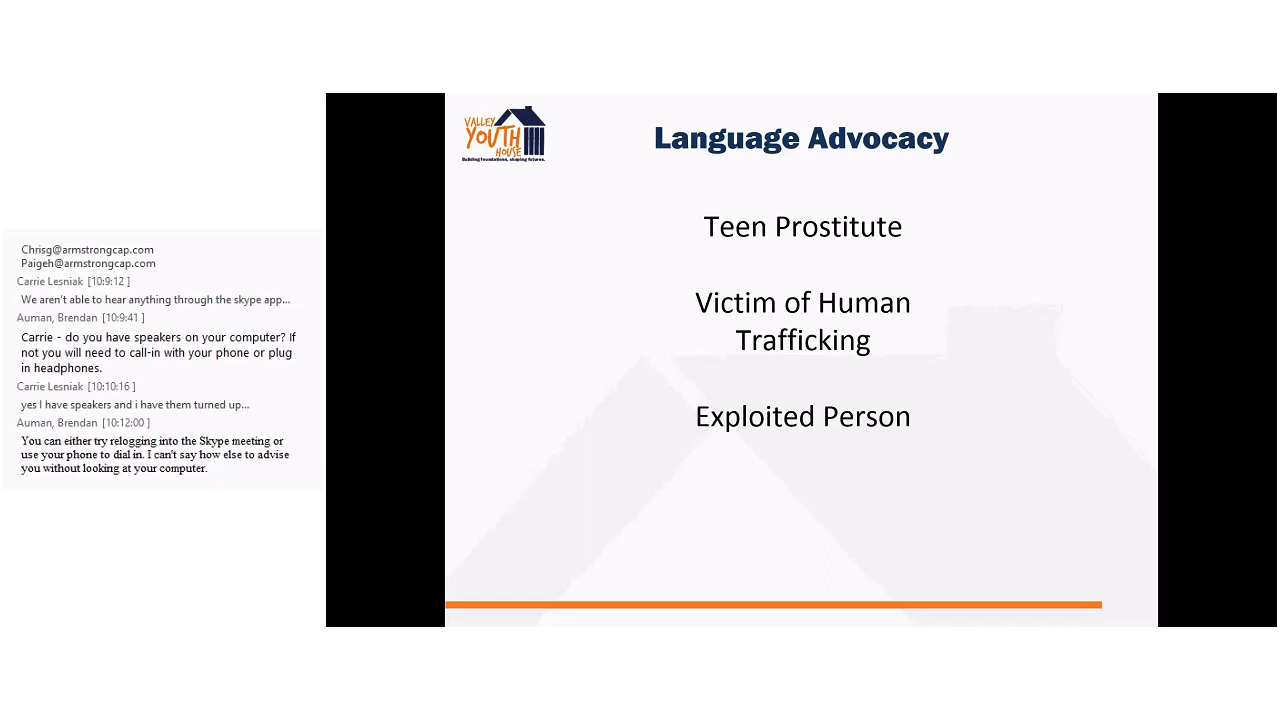 Chrisg@armstrongcap.com
Paigeh@armstrongcap.com
Carrie Lesniak [10:9:12 ]
We aren't able to hear anything through the skype app...
Auman, Brendan [10:9:41 ]
Carrie - do you have speakers on your computer? If
not you will need to call-in with your phone or plug
in headphones.
Carrie Lesniak [10:10:16 ]
yes I have speakers and i have them turned up...
Auman, Brendan [10:12:00 ]
You can either try relogging into the Skype meeting or
use your phone to dial in. I can't say how else to advise
you without looking at your computer.
VALLEY
YOUTH
HOUSE
Building foundations, shaping futures.
Language Advocacy
Teen Prostitute
Victim of Human
Trafficking
Exploited Person